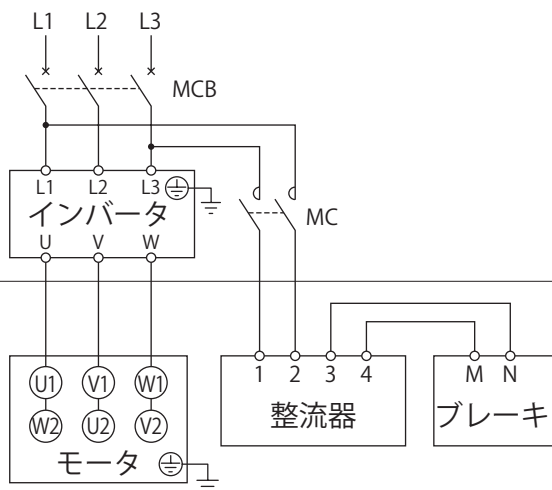 L1 L2 L3
MCB
L1 L2 L3
インバータ
MC
U V W
1 2 3 4 M N
U1 V1 W1
整流器 ブレーキ
W2 U2 V2
モータ